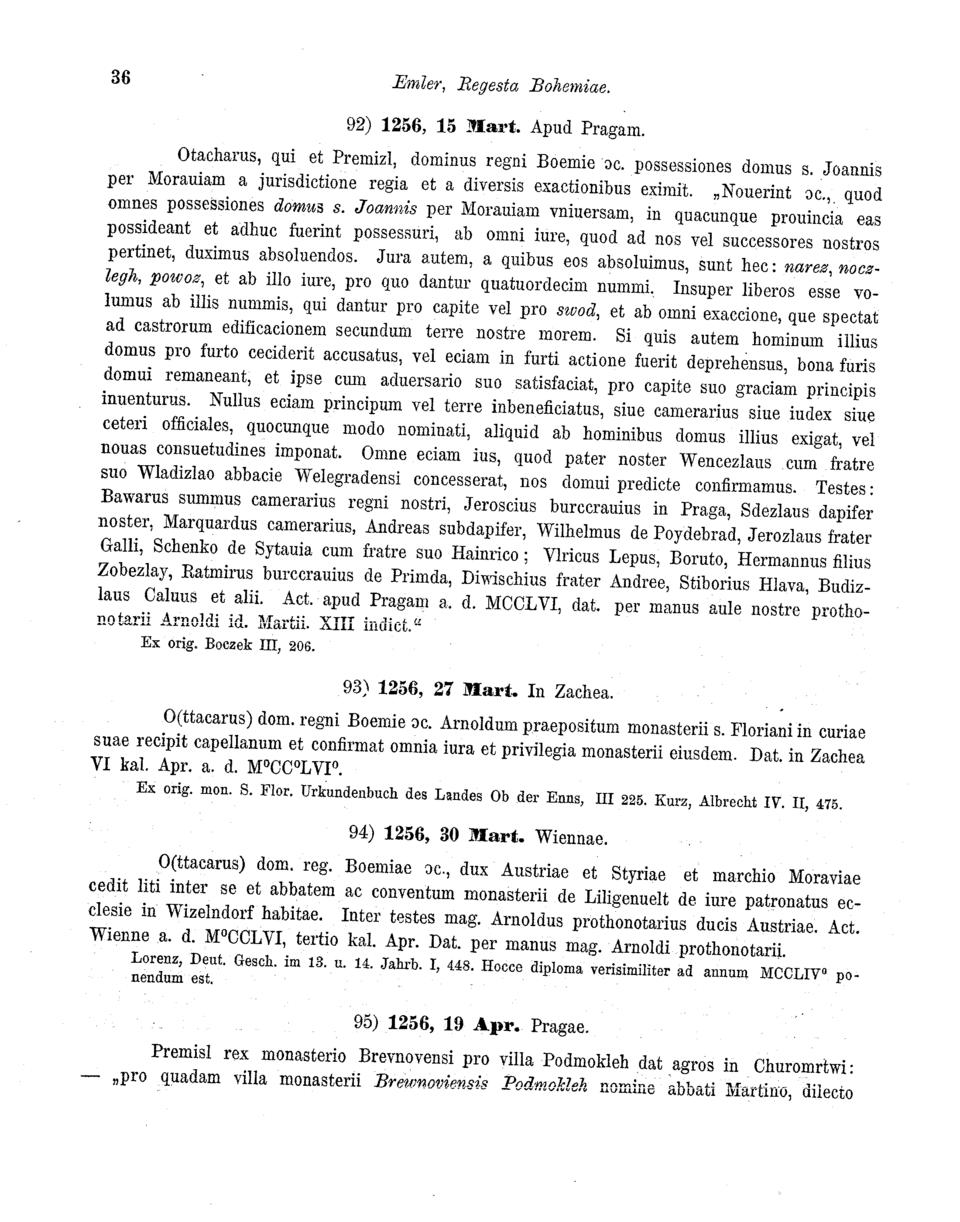 36
Emler, Regesta Bohemiae.
92) 1256, 15 Mart. Apud Pragam.
Otacharus, qui et Premizl, dominus regni Boemie ɔc. possessiones domus s. Joannis
per Morauiam a jurisdictione regia et a diversis exactionibus eximit. „Nouerint ɔc., quod
omnes possessiones domus s. Joannis per Morauiam vniuersam, in quacunque prouincia eas
possideant et adhuc fuerint possessuri, ab omni iure, quod ad nos vel successores nostros
pertinet, duximus absoluendos. Jura autem, a quibus eos absoluimus, sunt hec: narez, nocz-
legh, powoz, et ab illo iure, pro quo dantur quatuordecim nummi. Insuper liberos esse vo-
lumus ab illis nummis, qui dantur pro capite vel pro swod, et ab omni exaccione, que spectat
ad castrorum edificacionem secundum terre nostre morem. Si quis autem hominum illius
domus pro furto ceciderit accusatus, vel eciam in furti actione fuerit deprehensus, bona furis
domui remaneant, et ipse cum aduersario suo satisfaciat, pro capite suo graciam principis
inuenturus. Nullus eciam principum vel terre inbeneficiatus, siue camerarius siue iudex siue
ceteri officiales, quocunque modo nominati, aliquid ab hominibus domus illius exigat, vel
nouas consuetudines imponat. Omne eciam ius, quod pater noster Wencezlaus cum fratre
suo Wladizlao abbacie Welegradensi concesserat, nos domui predicte confirmamus. Testes:
Bawarus summus camerarius regni nostri, Jeroscius burccrauius in Praga, Sdezlaus dapifer
noster, Marquardus camerarius, Andreas subdapifer, Wilhelmus de Poydebrad, Jerozlaus frater
Galli, Schenko de Sytauia cum fratre suo Hainrico; Vlricus Lepus, Boruto, Hermannus filius
Zobezlay, Ratmirus burccrauius de Primda, Diwischius frater Andree, Stiborius Hlava, Budiz-
laus Caluus et alii. Act. apud Pragam a. d. MCCLVI, dat. per manus aule nostre protho-
notarii Arnoldi id. Martii. XIII indict.“
Ex orig. Boczek III, 206.
93) 1256, 27 Mart. In Zachea.
O(ttacarus) dom. regni Boemie ɔc. Arnoldum praepositum monasterii s. Floriani in curiae
suae recipit capellanum et confirmat omnia iura et privilegia monasterii eiusdem. Dat. in Zachea
VI kal. Apr. a. d. M⁰CC⁰LVI⁰.
Ex orig. mon. S. Flor. Urkundenbuch des Landes Ob der Enns, III 225. Kurz, Albrecht IV. II, 475.
94) 1256, 30 Mart. Wiennae.
O(ttacarus) dom. reg. Boemiae ɔc., dux Austriae et Styriae et marchio Moraviae
cedit liti inter se et abbatem ac conventum monasterii de Liligenuelt de iure patronatus ec-
clesie in Wizelndorf habitae. Inter testes mag. Arnoldus prothonotarius ducis Austriae. Act.
Wienne a. d. M⁰CCLVI, tertio kal. Apr. Dat. per manus mag. Arnoldi prothonotarii.
Lorenz, Deut. Gesch. im 13. u. 14. Jahrb. I, 448. Hocce diploma verisimiliter ad annum MCCLIVᵃ po-
nendum est.
95) 1256, 19 Apr. Pragae.
Premisl rex monasterio Brevnovensi pro villa Podmokleh dat agros in Churomrtwi:
— „pro quadam villa monasterii Brewnoviensis Podmokleh nomine abbati Martino, dilecto